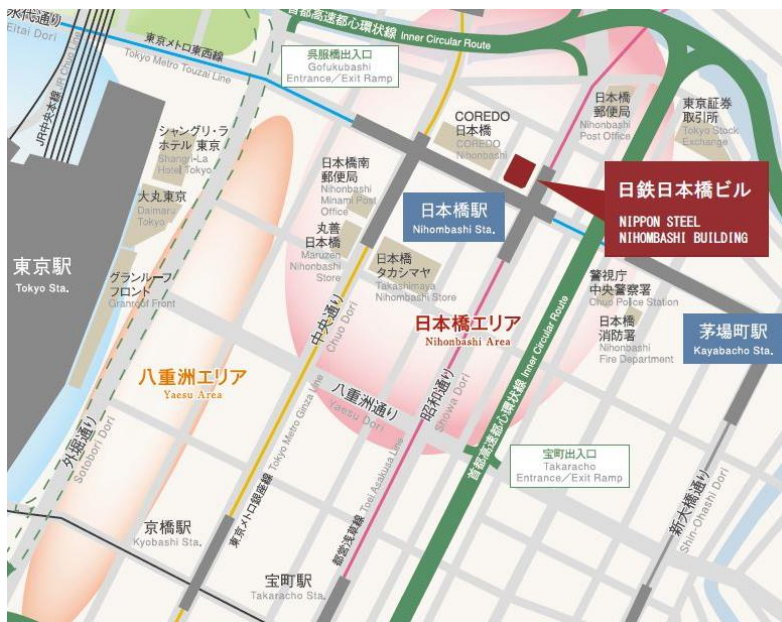 永代通り
Eitai Dori
東京メトロ東西線
Tokyo Metro Touzai Line
JR中央本線 JR Chuo Line
呉服橋出入口
Gofukubashi
Entrance／Exit Ramp
首都高速都心環状線 Inner Circular Route
シャングリ・ラ
ホテル 東京
Shangri-La
Hotel Tokyo
大丸東京
Daimaru
Tokyo
東京駅
Tokyo Sta.
グランルーフ
フロント
Granroof Front
日本橋南
郵便局
Nihonbashi
Minami Post
Office
丸善
日本橋
Maruzen
Nihonbashi
Store
COREDO
日本橋
COREDO
Nihonbashi
日本橋
郵便局
Nihonbashi
Post Office
東京証券
取引所
Tokyo Stock
Exchange
日本橋駅
Nihombashi Sta.
日鉄日本橋ビル
NIPPON STEEL
NIHOMBASHI BUILDING
日本橋
タカシマヤ
Takashimaya
Nihombashi Store
警視庁
中央警察署
Chuo Police Station
日本橋
消防署
Nihonbashi
Fire Department
茅場町駅
Kayabacho Sta.
中央通り
Chuo Dori
日本橋エリア
Nihonbashi Area
八重洲エリア
Yaesu Area
八重洲通り
Yaesu Dori
昭和通り
Showa Dori
首都高速都心環状線 Inner Circular Route
外堀通り
Sotobori Dori
東京メトロ銀座線 Tokyo Metro Ginza Line
都営浅草線 Toei Asakusa Line
宝町出入口
Takaracho
Entrance／Exit Ramp
新大橋通り
Shin-Ohashi Dori
京橋駅
Kyobashi Sta.
宝町駅
Takaracho Sta.